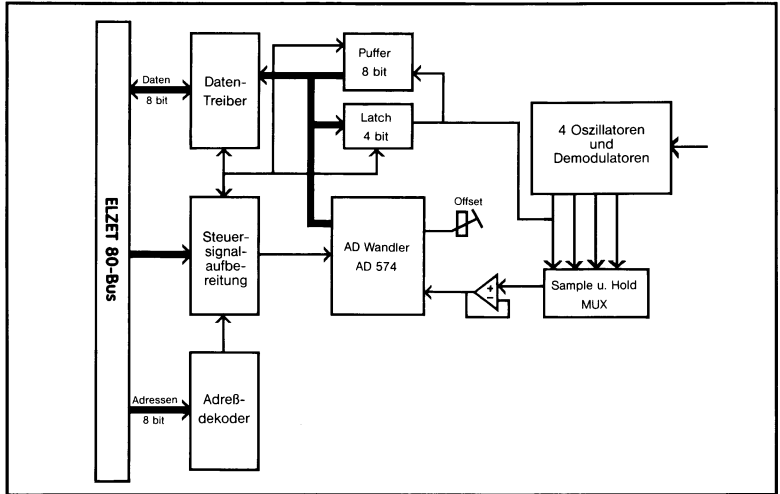 ELZET 80-Bus
Daten
8 bit
Daten-
Treiber
Puffer
8 bit
Latch
4 bit
4 Oszillatoren
und
Demodulatoren
Steuer-
signal-
aufbe-
reitung
AD Wandler
AD 574
Offset
+
−
Sample u. Hold
MUX
Adressen
8 bit
Adreß-
dekoder